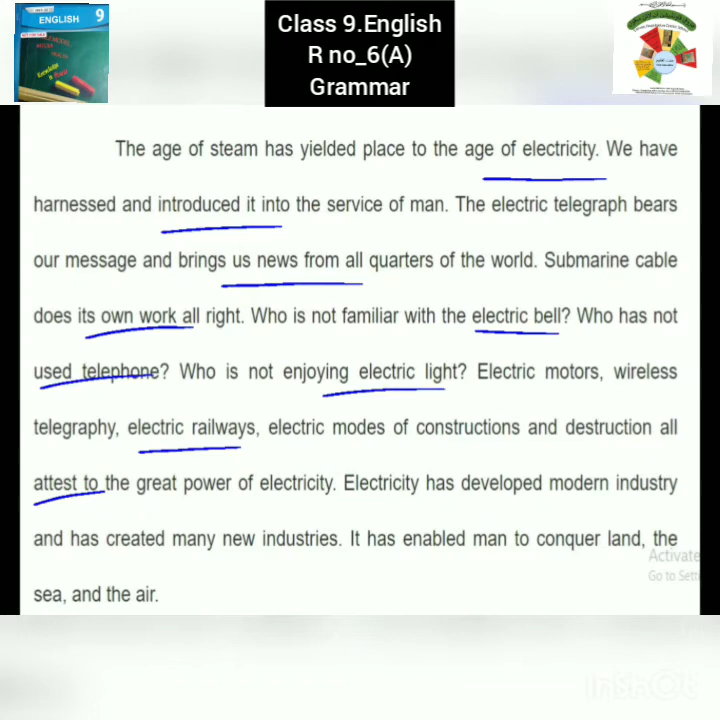 ENGLISH 9
Knowledge
Class 9.English
R no_6(A)
Grammar
The age of steam has yielded place to the age of electricity. We have
harnessed and introduced it into the service of man. The electric telegraph bears
our message and brings us news from all quarters of the world. Submarine cable
does its own work all right. Who is not familiar with the electric bell? Who has not
used telephone? Who is not enjoying electric light? Electric motors, wireless
telegraphy, electric railways, electric modes of constructions and destruction all
attest to the great power of electricity. Electricity has developed modern industry
and has created many new industries. It has enabled man to conquer land, the
sea, and the air.
Activate
Go to Setti